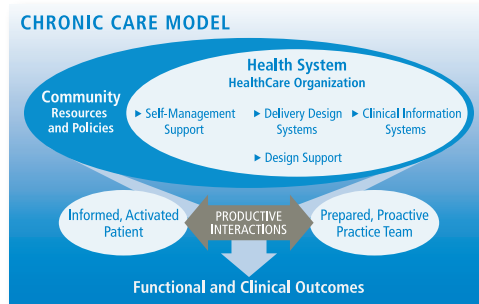 CHRONIC CARE MODEL
Health System
HealthCare Organization
Community
Resources
and Policies
▶ Self-Management
Support
▶ Delivery Design
Systems
▶ Clinical Information
Systems
▶ Design Support
Informed, Activated
Patient
PRODUCTIVE
INTERACTIONS
Prepared, Proactive
Practice Team
Functional and Clinical Outcomes